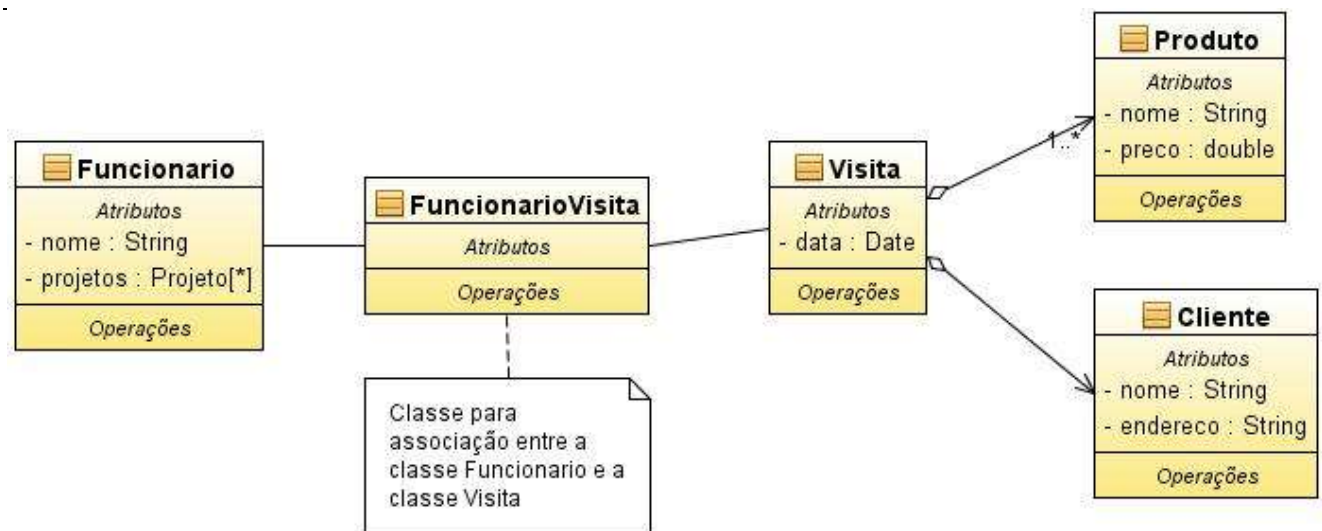 Funcionario
Atributos
- nome : String
- projetos : Projeto[*]
Operações
FuncionarioVisita
Atributos
Operações
Classe para
associação entre a
classe Funcionario e a
classe Visita
Visita
Atributos
- data : Date
Operações
1..*
Produto
Atributos
- nome : String
- preco : double
Operações
Cliente
Atributos
- nome : String
- endereco : String
Operações